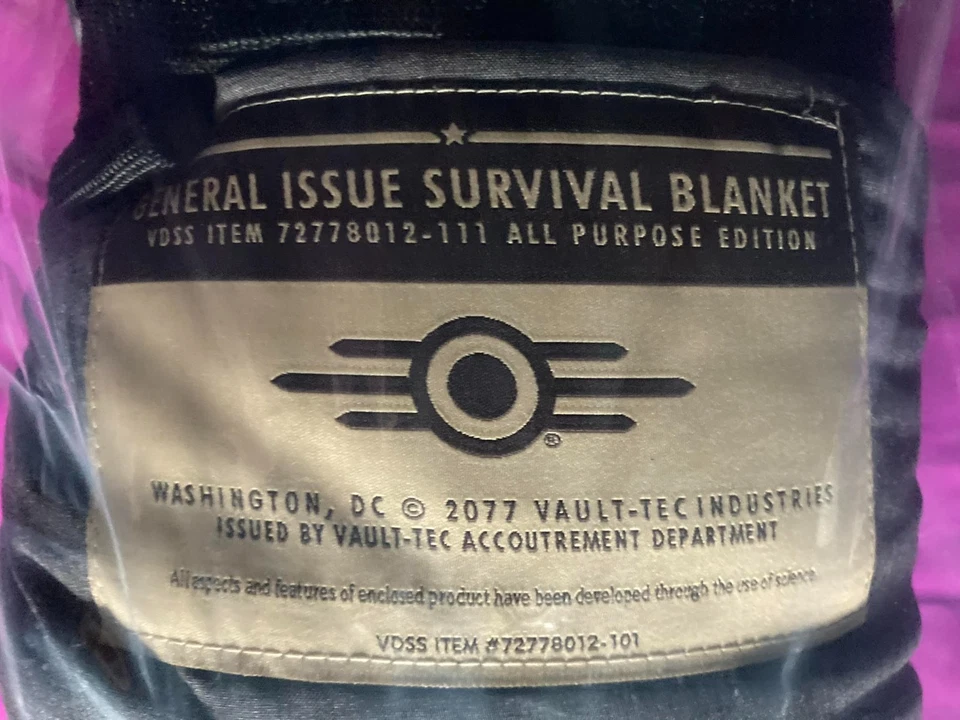 GENERAL ISSUE SURVIVAL BLANKET
VDSS ITEM 72778012-111 ALL PURPOSE EDITION
®
WASHINGTON, DC © 2077 VAULT-TEC INDUSTRIES
ISSUED BY VAULT-TEC ACCOUTREMENT DEPARTMENT
All aspects and features of enclosed product have been developed through the use of science.
VDSS ITEM #72778012-101